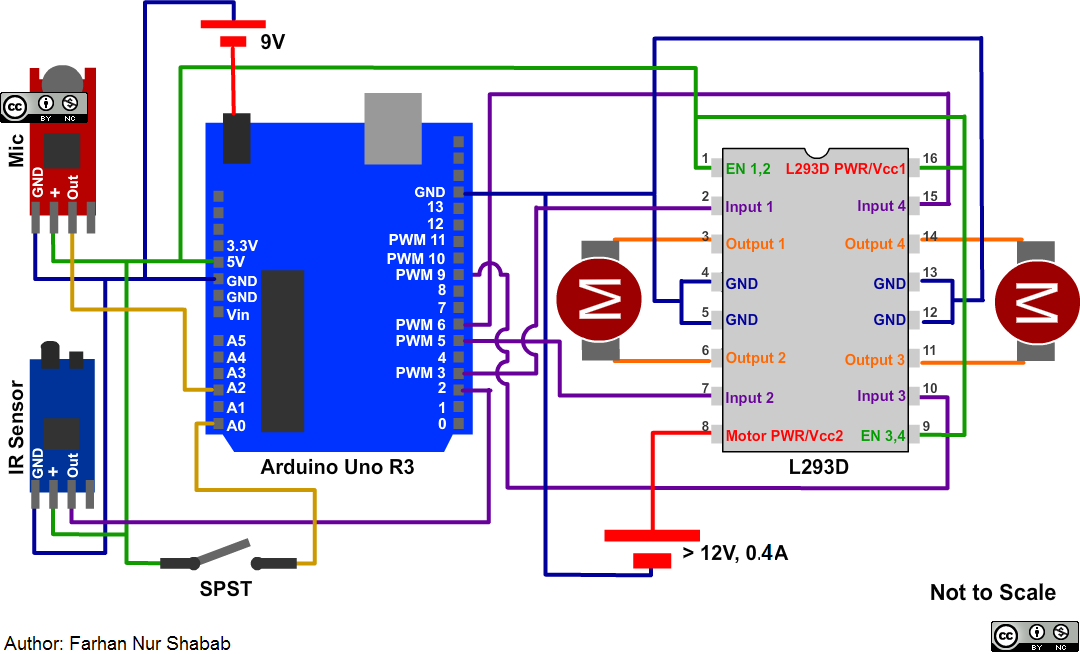 9V
cc BY NC
Mic
GND
+
Out
3.3V
5V
GND
GND
Vin
A5
A4
A3
A2
A1
A0
GND
13
12
PWM 11
PWM 10
PWM 9
8
7
PWM 6
PWM 5
4
PWM 3
2
1
0
Arduino Uno R3
IR Sensor
GND
+
Out
SPST
1 EN 1,2 L293D PWR/Vcc1 16
2 Input 1 Input 4 15
3 Output 1 Output 4 14
4 GND GND 13
5 GND GND 12
6 Output 2 Output 3 11
7 Input 2 Input 3 10
8 Motor PWR/Vcc2 EN 3,4 9
L293D
M
M
> 12V, 0.4A
Not to Scale
Author: Farhan Nur Shabab
cc BY NC